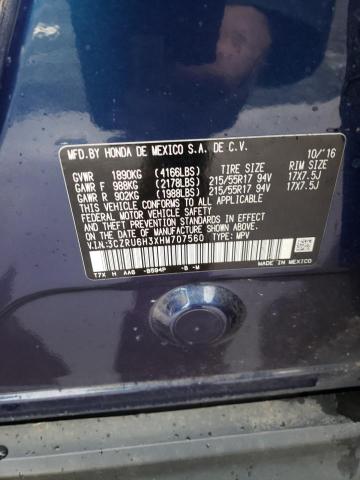 MFD.BY HONDA DE MEXICO S.A. DE C.V. 10/'16
GVWR 1890KG (4166LBS) TIRE SIZE RIM SIZE
GAWR F 988KG (2178LBS) 215/55R17 94V 17X7.5J
GAWR R 902KG (1988LBS) 215/55R17 94V 17X7.5J
THIS VEHICLE CONFORMS TO ALL APPLICABLE
FEDERAL MOTOR VEHICLE SAFETY AND THEFT PREVENTION
STANDARDS IN EFFECT ON THE DATE OF MANUFACTURE SHOWN ABOVE.
V.I.N:3CZRU6H3XHM707560 TYPE: MPV
T7X H AAG -B594P -B -M
MADE IN MEXICO